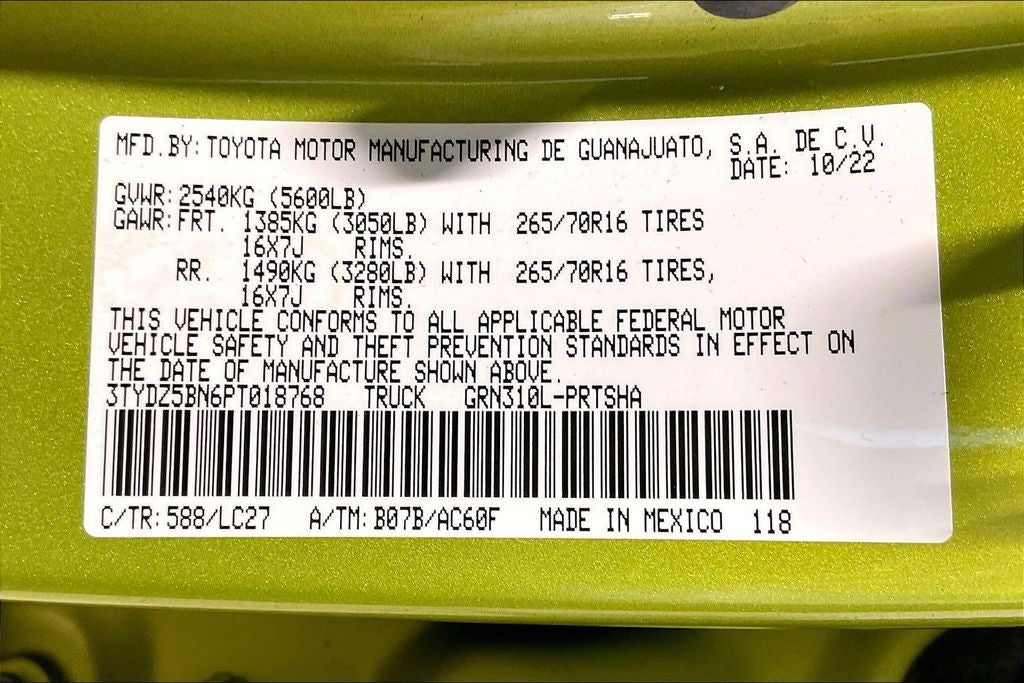 MFD.BY: TOYOTA MOTOR MANUFACTURING DE GUANAJUATO, S.A. DE C.V.
DATE: 10/22
GVWR: 2540KG (5600LB)
GAWR: FRT. 1385KG (3050LB) WITH 265/70R16 TIRES
16X7J RIMS.
RR. 1490KG (3280LB) WITH 265/70R16 TIRES,
16X7J RIMS.
THIS VEHICLE CONFORMS TO ALL APPLICABLE FEDERAL MOTOR
VEHICLE SAFETY AND THEFT PREVENTION STANDARDS IN EFFECT ON
THE DATE OF MANUFACTURE SHOWN ABOVE.
3TYDZ5BN6PT018768 TRUCK GRN310L-PRTSHA
C/TR: 588/LC27 A/TM: B07B/AC60F MADE IN MEXICO 118